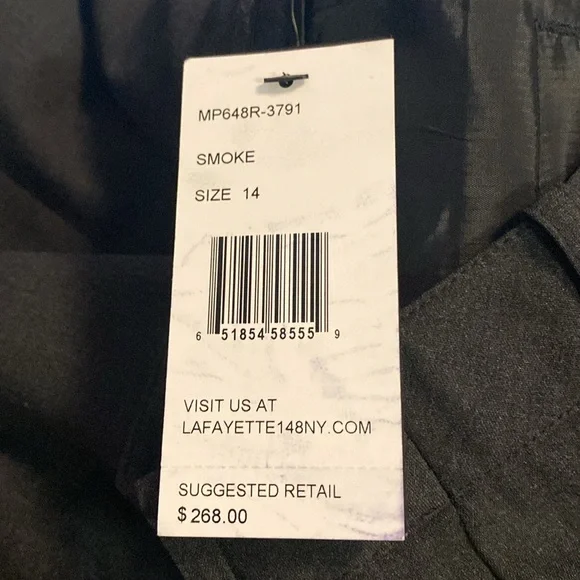 MP648R-3791
SMOKE
SIZE 14
6 51854 58555 9
VISIT US AT
LAFAYETTE148NY.COM
SUGGESTED RETAIL
$268.00